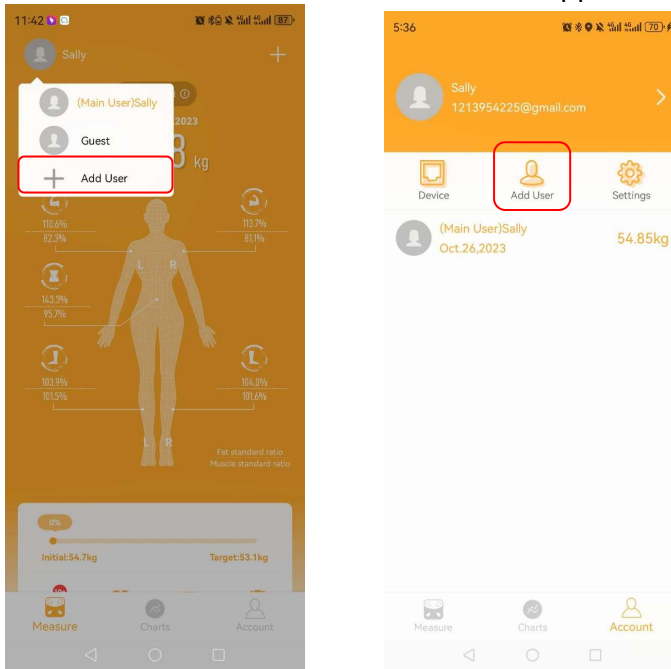 11:42
87
Sally
(Main User)Sally
2023
Guest
kg
Add User
110.6%
82.3%
113.7%
81.1%
L R
143.3%
95.7%
103.9%
101.5%
104.0%
101.6%
L R
Fat standard ratio
Muscle standard ratio
0%
Initial:54.7kg
Target:53.1kg
Measure
Charts
Account
5:36
70
Sally
1213954225@gmail.com
Device
Add User
Settings
(Main User)Sally
Oct.26,2023
54.85kg
Measure
Charts
Account